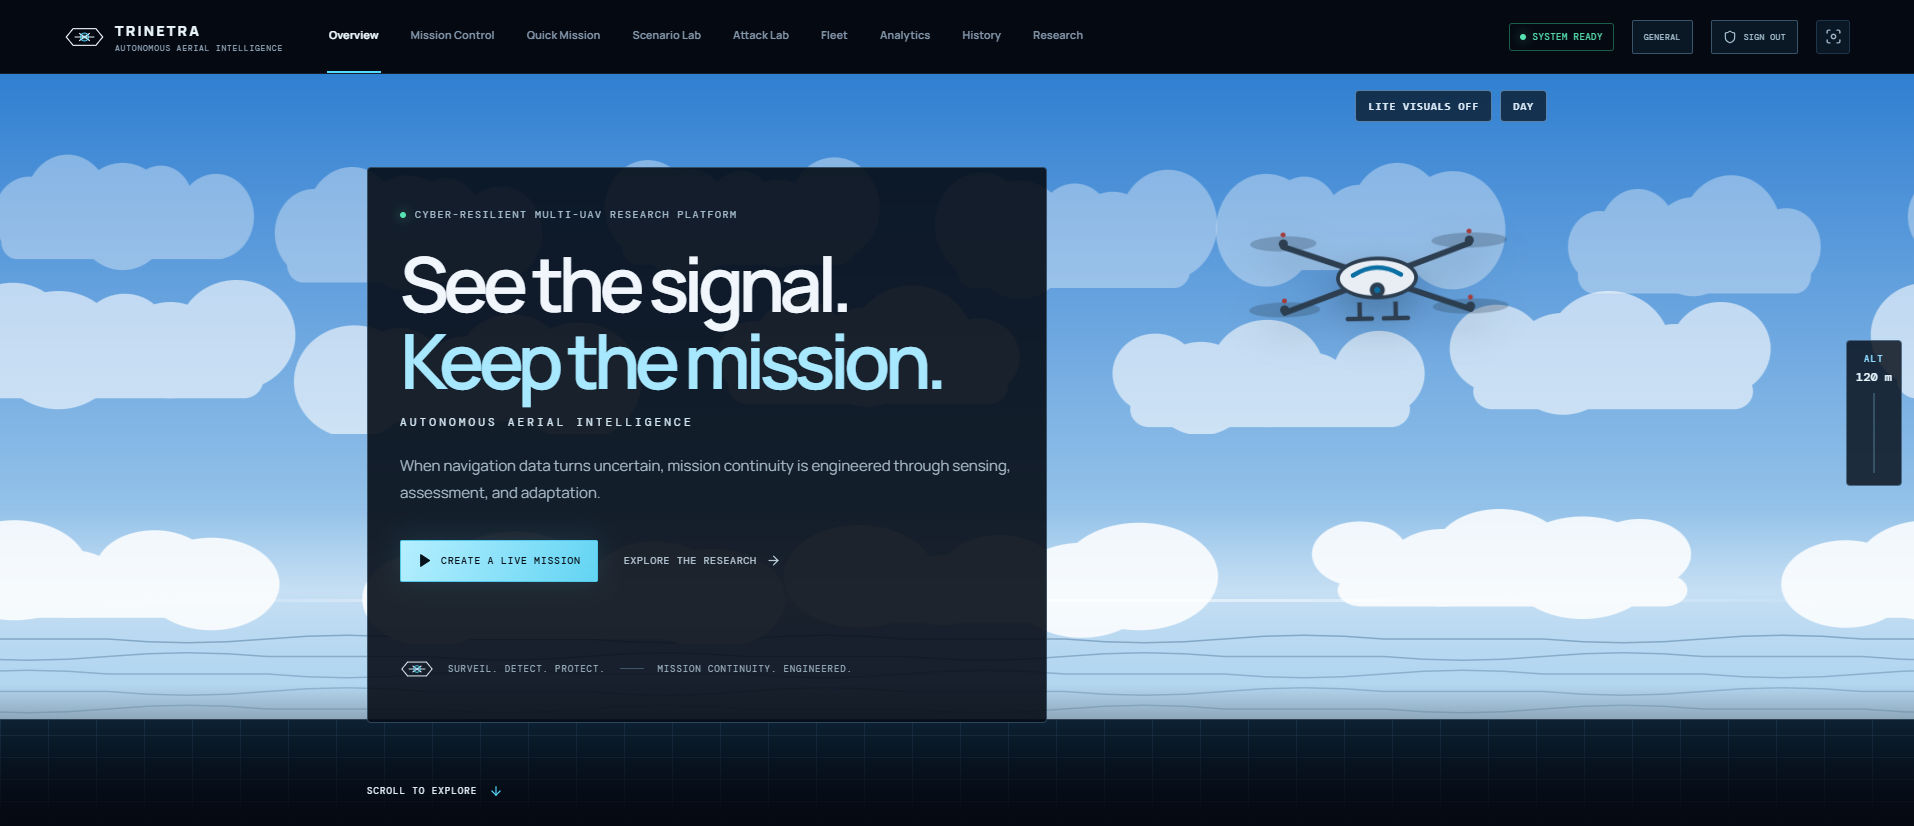 TRINETRA
AUTONOMOUS AERIAL INTELLIGENCE
Overview
Mission Control
Quick Mission
Scenario Lab
Attack Lab
Fleet
Analytics
History
Research
SYSTEM READY
GENERAL
SIGN OUT
LITE VISUALS OFF
DAY
CYBER-RESILIENT MULTI-UAV RESEARCH PLATFORM
See the signal.
Keep the mission.
AUTONOMOUS AERIAL INTELLIGENCE
When navigation data turns uncertain, mission continuity is engineered through sensing,
assessment, and adaptation.
CREATE A LIVE MISSION
EXPLORE THE RESEARCH
SURVEIL. DETECT. PROTECT.
MISSION CONTINUITY. ENGINEERED.
ALT
120 m
SCROLL TO EXPLORE